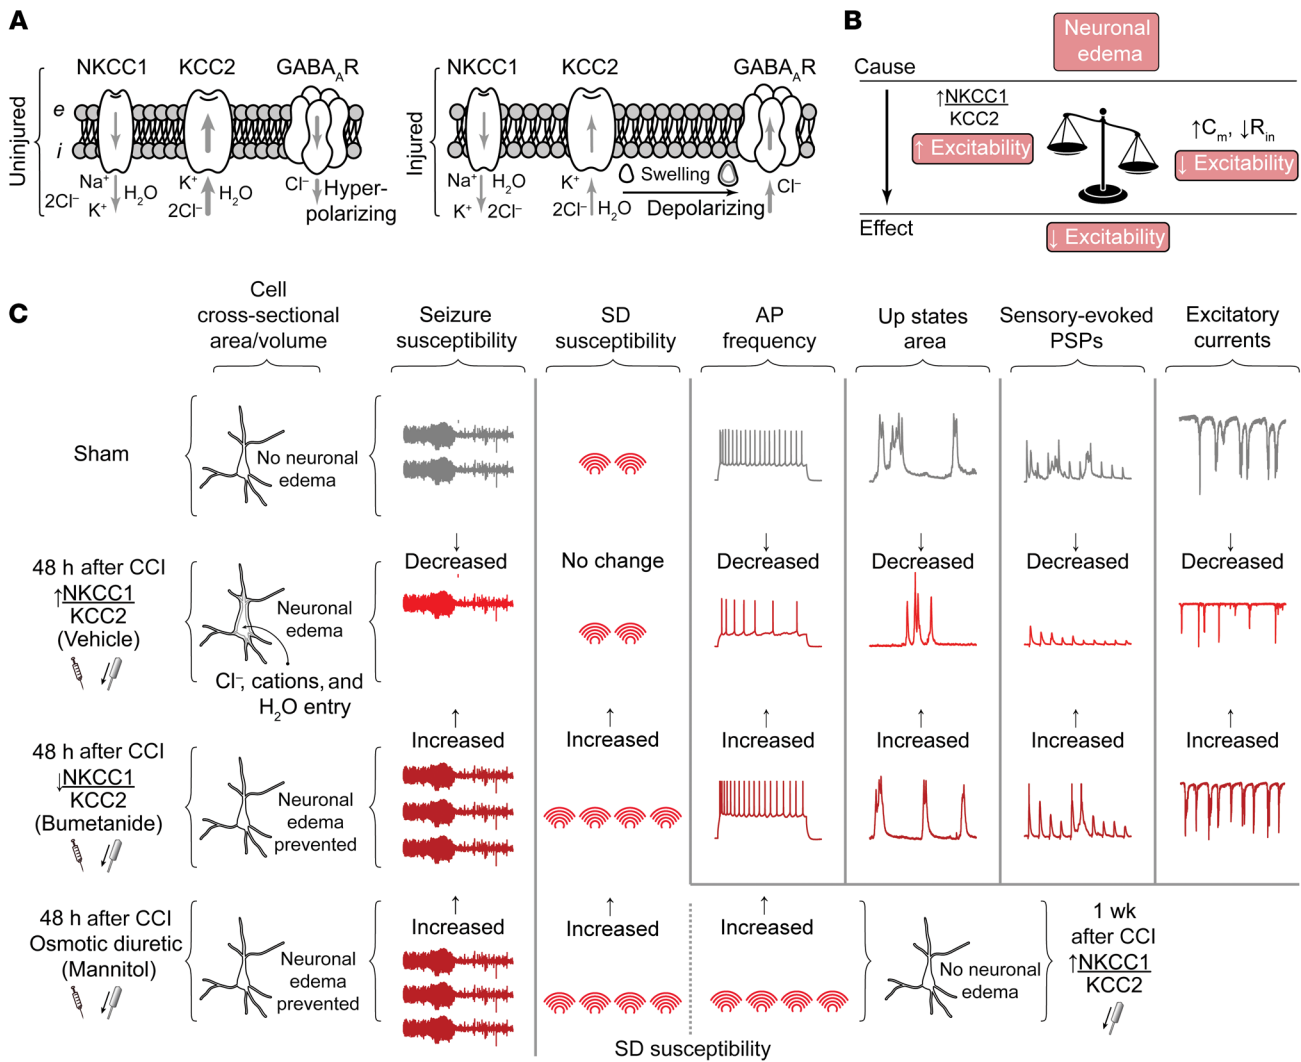 A
NKCC1
KCC2
GABA_AR
Uninjured
e
i
Na⁺
2Cl⁻
K⁺
H₂O
K⁺
2Cl⁻
H₂O
Cl⁻
Hyper-
polarizing
NKCC1
KCC2
GABA_AR
Injured
Na⁺
H₂O
K⁺
2Cl⁻
K⁺
2Cl⁻
H₂O
Swelling
Depolarizing
Cl⁻
B
Neuronal
edema
Cause
↑NKCC1
KCC2
↑ Excitability
↑Cₘ, ↓Rᵢₙ
↓ Excitability
Effect
↓ Excitability
C
Cell
cross-sectional
area/volume
Seizure
susceptibility
SD
susceptibility
AP
frequency
Up states
area
Sensory-evoked
PSPs
Excitatory
currents
Sham
No neuronal
edema
48 h after CCI
↑NKCC1
KCC2
(Vehicle)
Neuronal
edema
Cl⁻, cations, and
H₂O entry
↓
Decreased
No change
↓
Decreased
↓
Decreased
↓
Decreased
↓
Decreased
48 h after CCI
↓NKCC1
KCC2
(Bumetanide)
Neuronal
edema
prevented
↑
Increased
↑
Increased
↑
Increased
↑
Increased
↑
Increased
↑
Increased
48 h after CCI
Osmotic diuretic
(Mannitol)
Neuronal
edema
prevented
↑
Increased
↑
Increased
↑
Increased
SD susceptibility
No neuronal
edema
1 wk
after CCI
↑NKCC1
KCC2